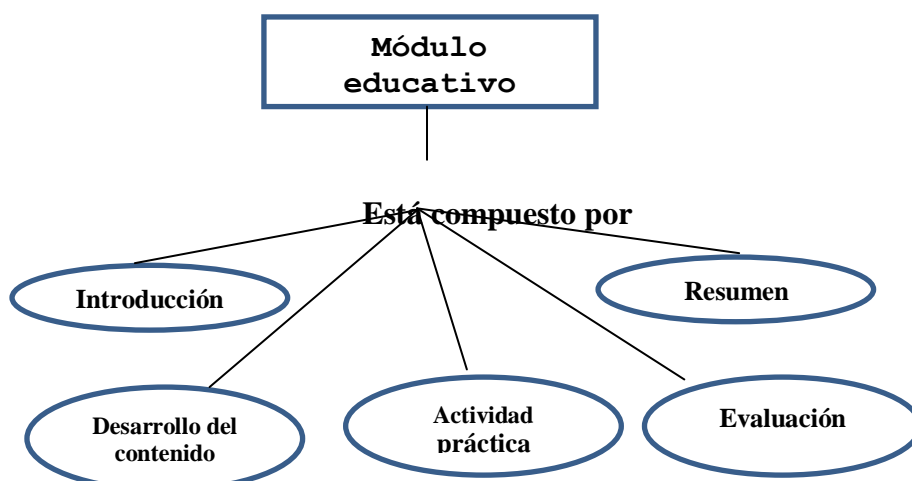 Módulo
educativo
Está compuesto por
Introducción
Resumen
Desarrollo del
contenido
Actividad
práctica
Evaluación